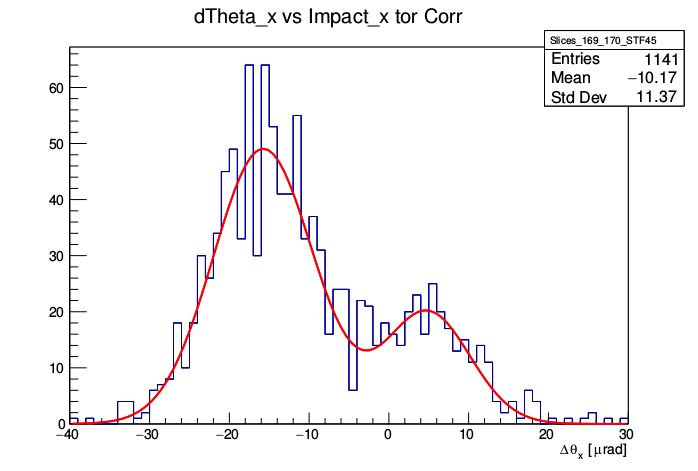 dTheta_x vs Impact_x tor Corr
Slices_169_170_STF45
Entries 1141
Mean −10.17
Std Dev 11.37
60
50
40
30
20
10
0
−40 −30 −20 −10 0 10 20 30
Δθx [μrad]